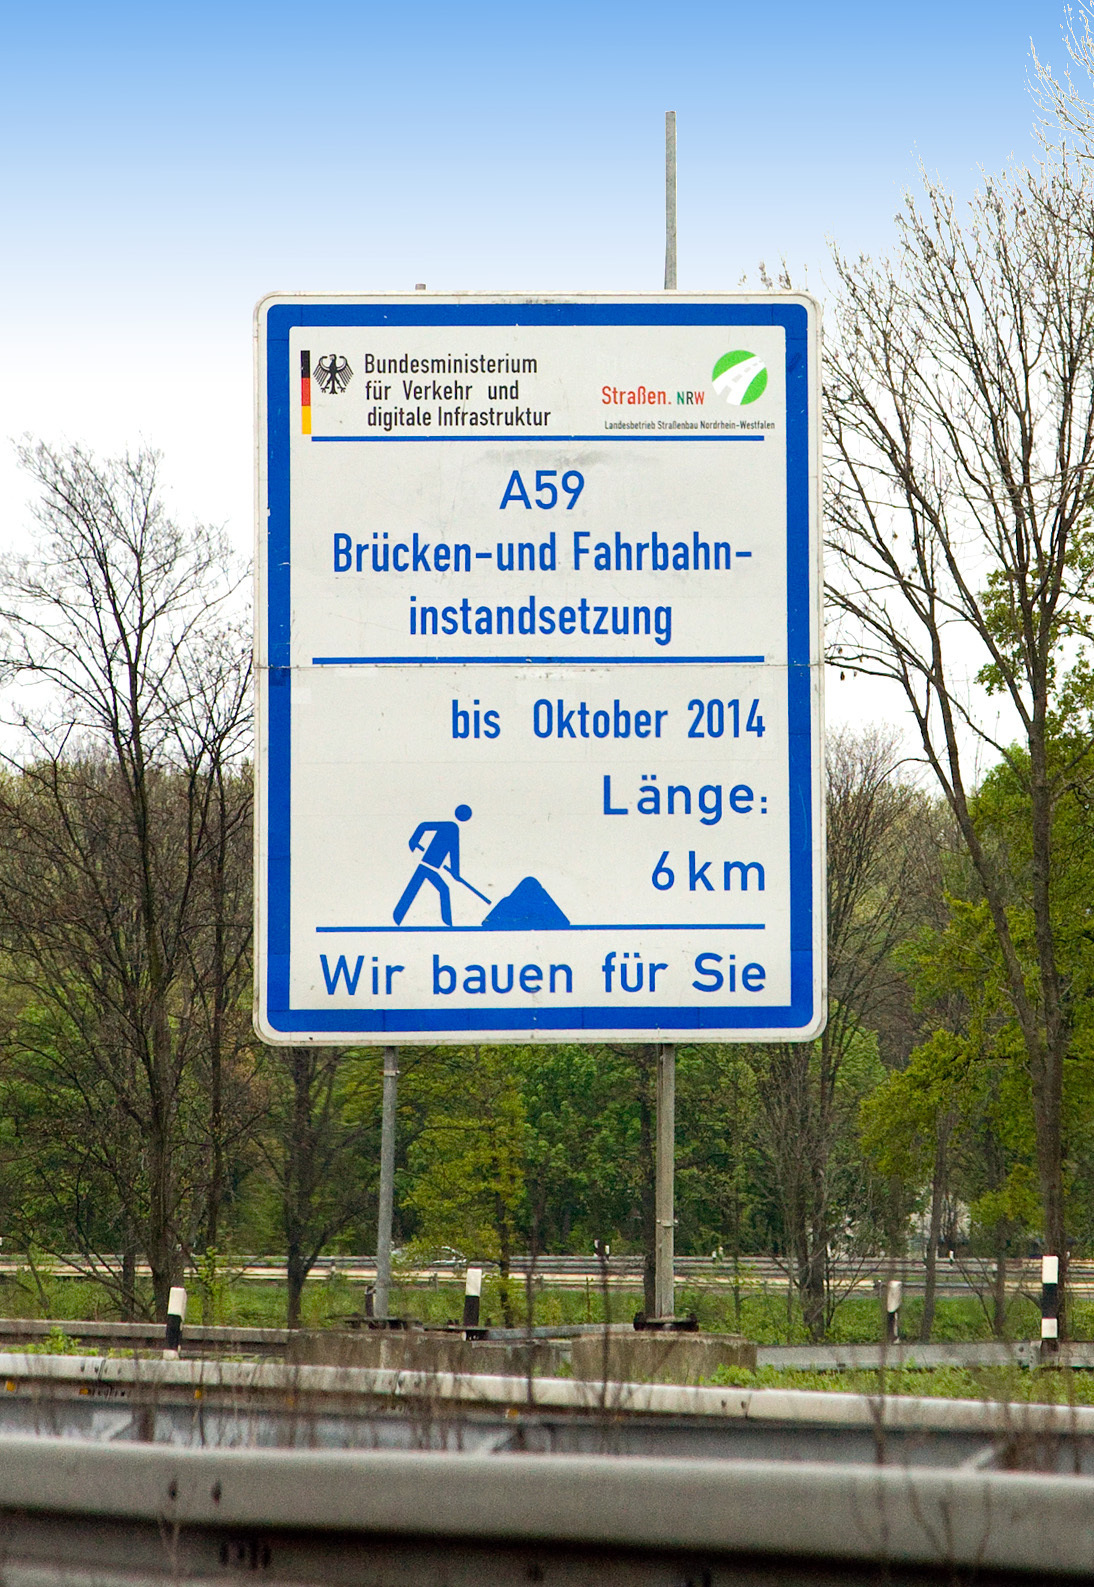 Bundesministerium
für Verkehr und
digitale Infrastruktur
Straßen.NRW
Landesbetrieb Straßenbau Nordrhein-Westfalen
A59
Brücken-und Fahrbahn-
instandsetzung
bis Oktober 2014
Länge:
6km
Wir bauen für Sie